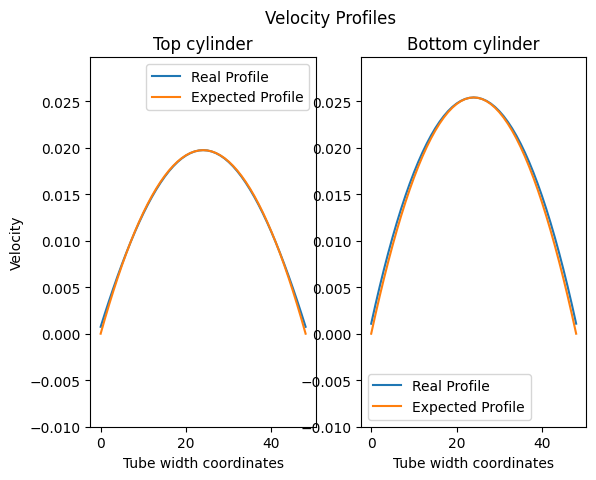 Velocity Profiles
Top cylinder
Bottom cylinder
Real Profile
Expected Profile
0.025
0.020
0.015
0.010
0.005
0.000
−0.005
−0.010
Velocity
0.025
0.020
0.015
0.010
0.005
0.000
−0.005
−0.010
Real Profile
Expected Profile
0 20 40
0 20 40
Tube width coordinates
Tube width coordinates